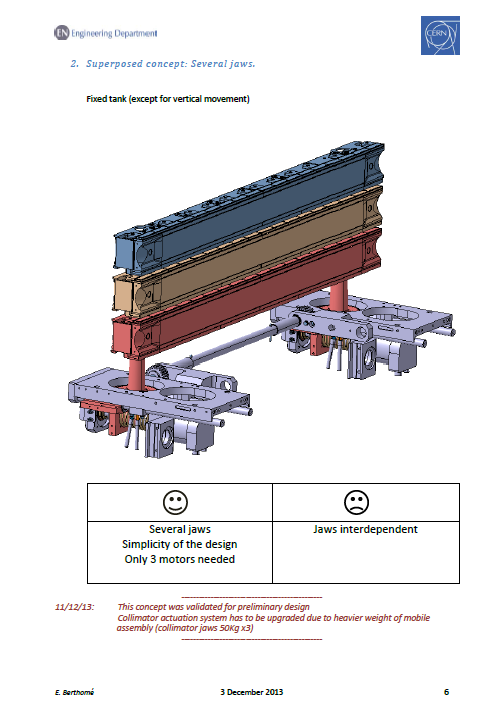 EN Engineering Department
CERN
2. Superposed concept: Several jaws.
Fixed tank (except for vertical movement)
Several jaws
Simplicity of the design
Only 3 motors needed
Jaws interdependent
------------------------------------------------
11/12/13: This concept was validated for preliminary design
Collimator actuation system has to be upgraded due to heavier weight of mobile
assembly (collimator jaws 50Kg x3)
------------------------------------------------
E. Berthomé 3 December 2013 6